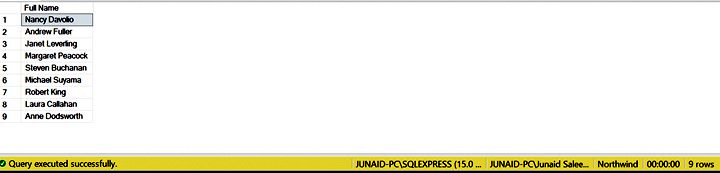 Full Name
1 Nancy Davolio
2 Andrew Fuller
3 Janet Leverling
4 Margaret Peacock
5 Steven Buchanan
6 Michael Suyama
7 Robert King
8 Laura Callahan
9 Anne Dodsworth
Query executed successfully. JUNAID-PC\SQLEXPRESS (15.0 ... JUNAID-PC\Junaid Salee... Northwind 00:00:00 9 rows